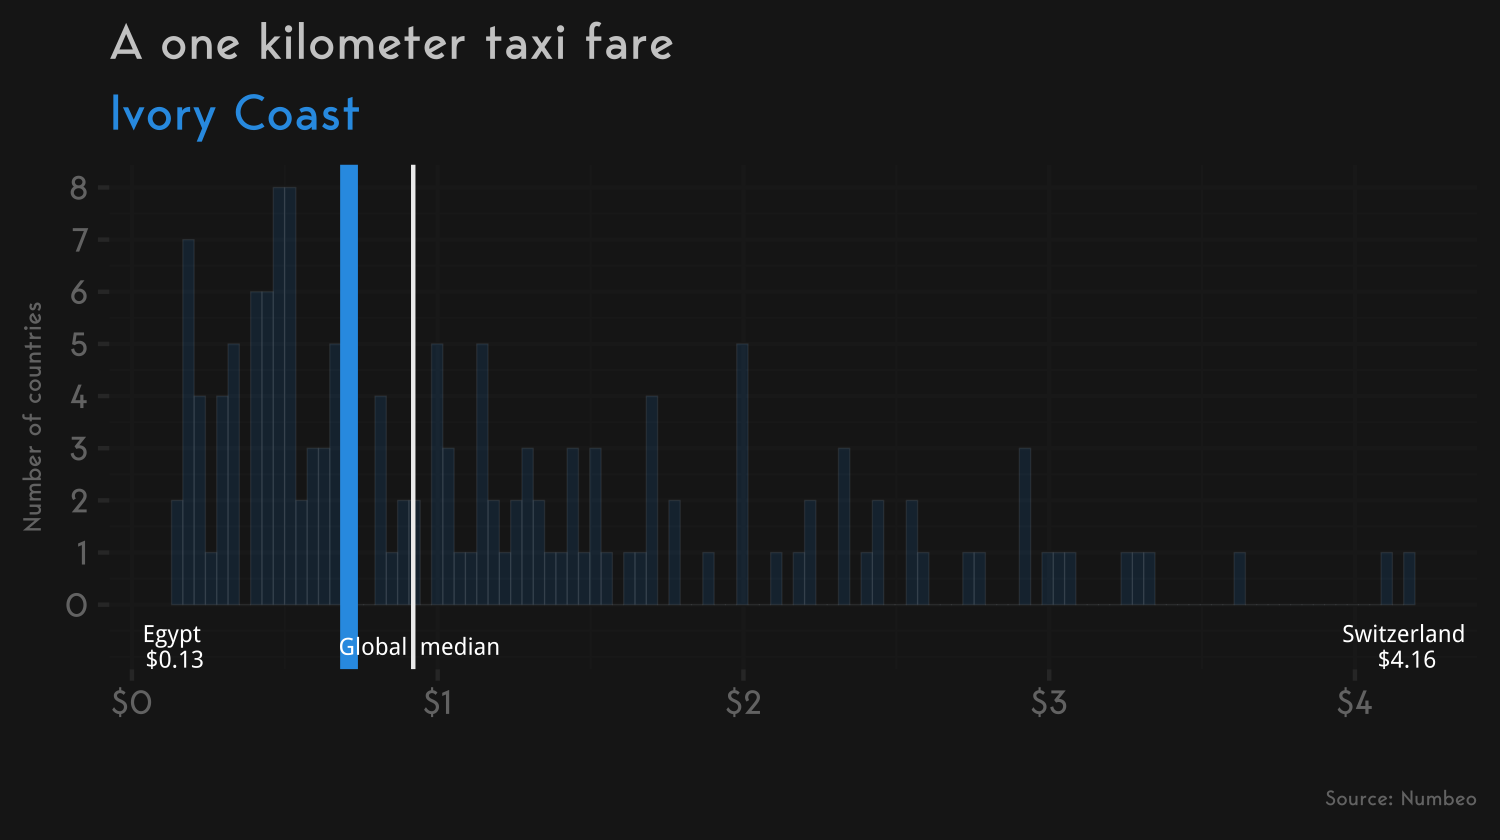 A one kilometer taxi fare
Ivory Coast
Number of countries
8
7
6
5
4
3
2
1
0
Egypt
$0.13
Global median
Switzerland
$4.16
$0
$1
$2
$3
$4
Source: Numbeo